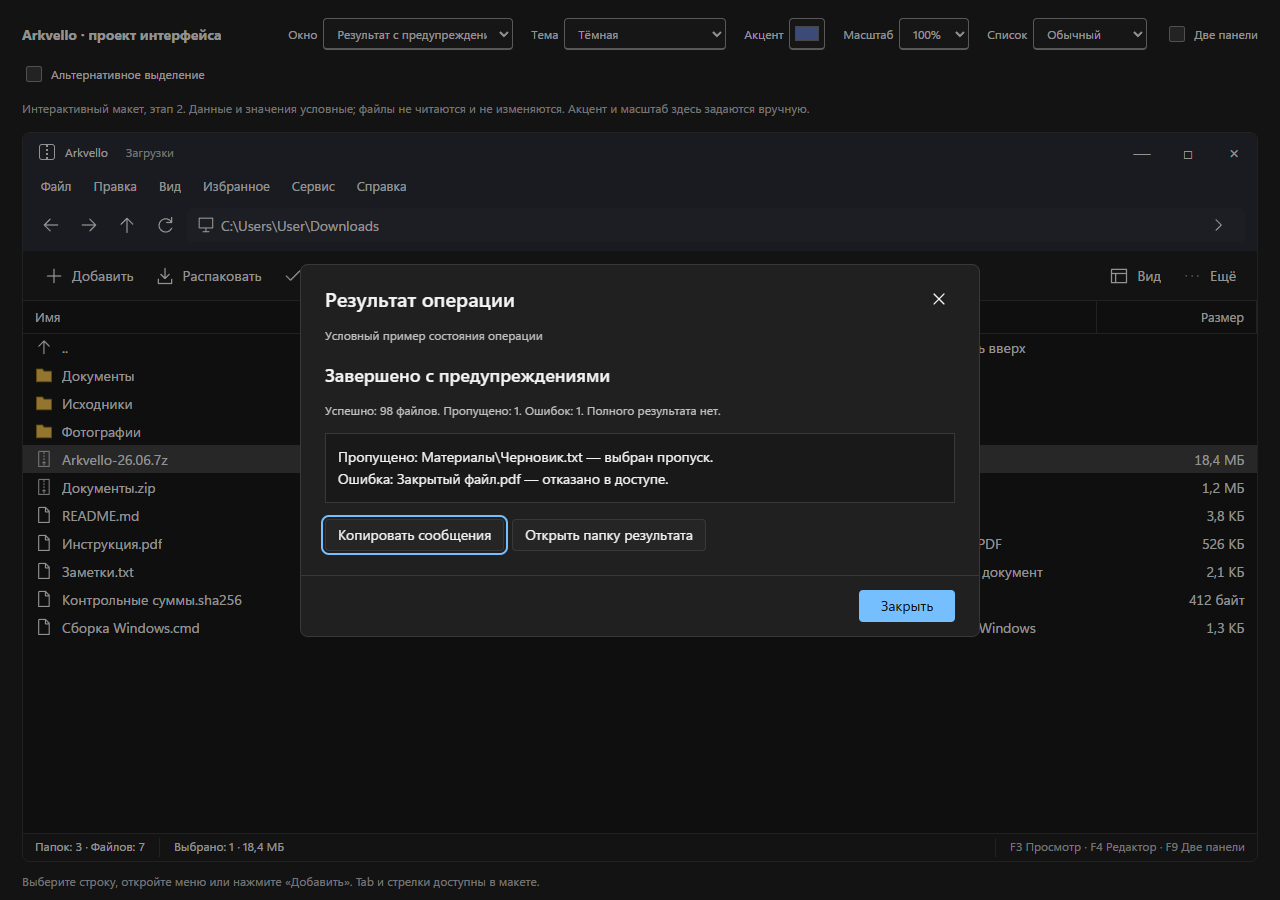 Arkvello · проект интерфейса Окно Результат с предупреждени Тема Тёмная Акцент Масштаб 100% Список Обычный Две панели
Альтернативное выделение
Интерактивный макет, этап 2. Данные и значения условные; файлы не читаются и не изменяются. Акцент и масштаб здесь задаются вручную.
Arkvello Загрузки
Файл Правка Вид Избранное Сервис Справка
C:\Users\User\Downloads
Добавить Распаковать Вид ··· Ещё
Имя Размер
.. ь вверх
Документы
Исходники
Фотографии
Arkvello-26.06.7z 18,4 МБ
Документы.zip 1,2 МБ
README.md 3,8 КБ
Инструкция.pdf PDF 526 КБ
Заметки.txt документ 2,1 КБ
Контрольные суммы.sha256 412 байт
Сборка Windows.cmd Windows 1,3 КБ
Результат операции
Условный пример состояния операции
Завершено с предупреждениями
Успешно: 98 файлов. Пропущено: 1. Ошибок: 1. Полного результата нет.
Пропущено: Материалы\Черновик.txt — выбран пропуск.
Ошибка: Закрытый файл.pdf — отказано в доступе.
Копировать сообщения Открыть папку результата
Закрыть
Папок: 3 · Файлов: 7 Выбрано: 1 · 18,4 МБ F3 Просмотр · F4 Редактор · F9 Две панели
Выберите строку, откройте меню или нажмите «Добавить». Tab и стрелки доступны в макете.